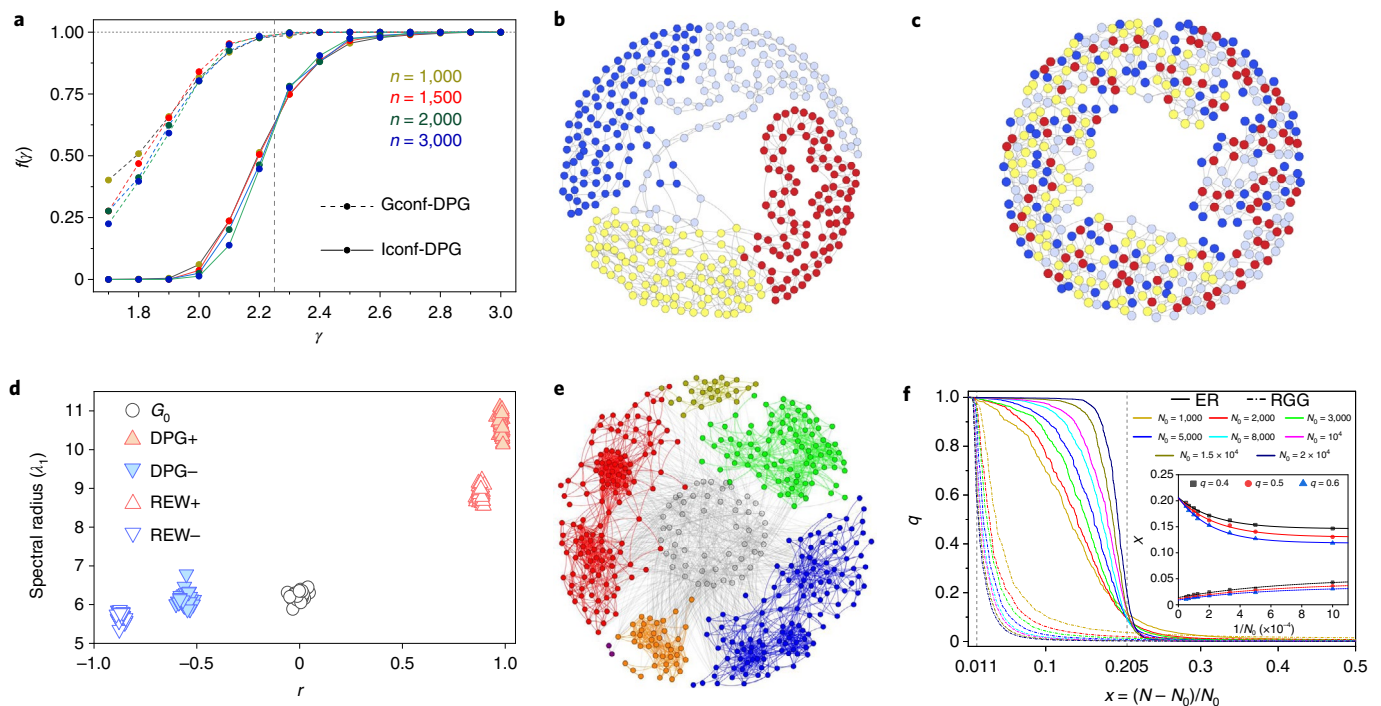 a
1.00
0.75
0.50
0.25
0
f(γ)
n = 1,000
n = 1,500
n = 2,000
n = 3,000
Gconf-DPG
Iconf-DPG
1.8 2.0 2.2 2.4 2.6 2.8 3.0
γ
b
c
d
11
10
9
8
7
6
5
Spectral radius (λ1)
G0
DPG+
DPG−
REW+
REW−
−1.0 −0.5 0 0.5 1.0
r
e
f
1.0
0.8
0.6
0.4
0.2
0
q
ER RGG
N0 = 1,000 N0 = 2,000 N0 = 3,000
N0 = 5,000 N0 = 8,000 N0 = 10⁴
N0 = 1.5 × 10⁴ N0 = 2 × 10⁴
q = 0.4 q = 0.5 q = 0.6
0.25
0.20
0.15
0.10
0.05
0
x
2 4 6 8 10
1/N0 (×10⁻⁴)
0.011 0.1 0.205 0.3 0.4 0.5
x = (N − N0)/N0